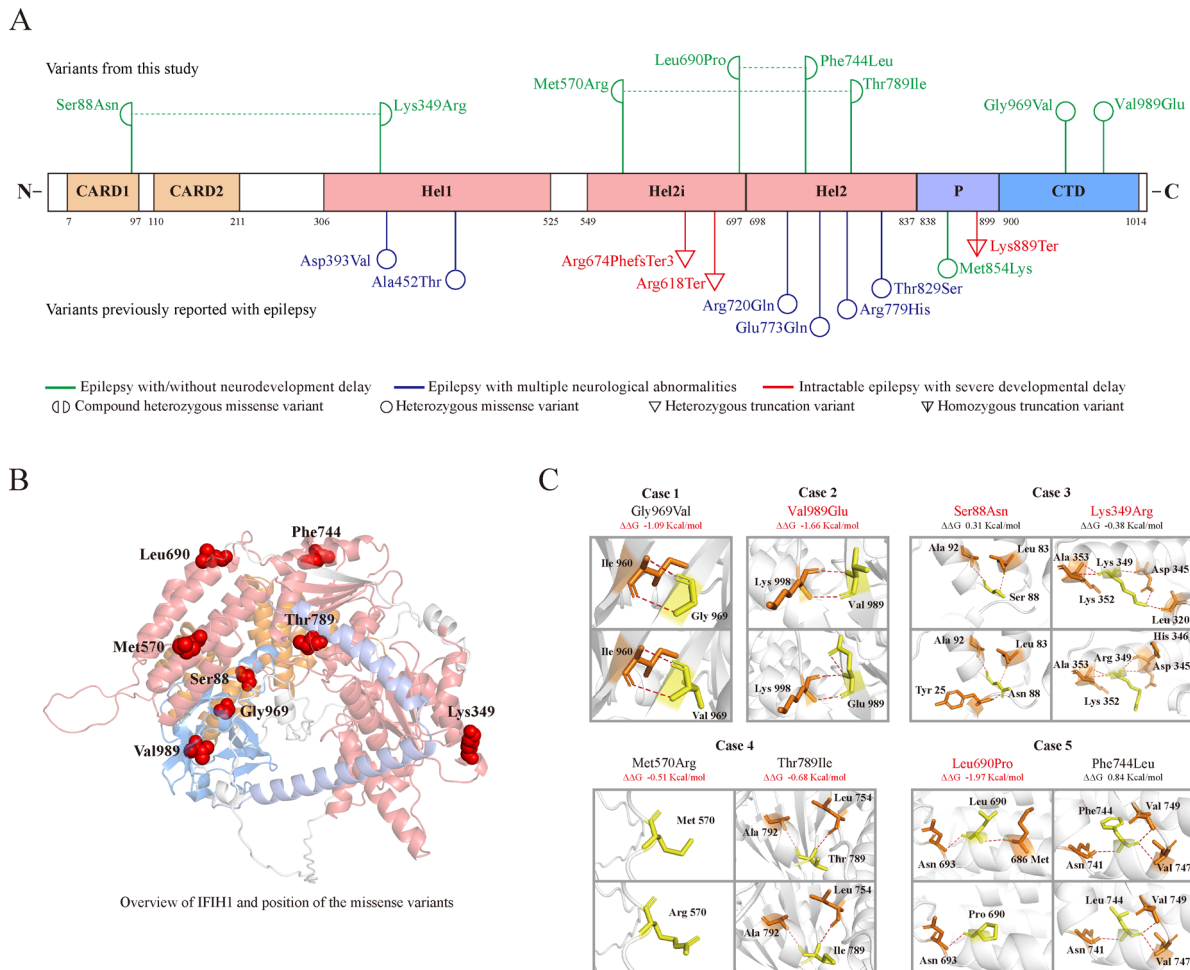 A
Variants from this study
Leu690Pro
Phe744Leu
Met570Arg
Thr789Ile
Ser88Asn
Lys349Arg
Gly969Val
Val989Glu
N–
CARD1
CARD2
Hel1
Hel2i
Hel2
P
CTD
–C
7
97
110
211
306
525
549
697
698
837
838
899
900
1014
Asp393Val
Ala452Thr
Arg674PhefsTer3
Arg618Ter
Arg720Gln
Glu773Gln
Arg779His
Thr829Ser
Met854Lys
Lys889Ter
Variants previously reported with epilepsy
Epilepsy with/without neurodevelopment delay
Epilepsy with multiple neurological abnormalities
Intractable epilepsy with severe developmental delay
Compound heterozygous missense variant
Heterozygous missense variant
Heterozygous truncation variant
Homozygous truncation variant
B
Phe744
Leu690
Thr789
Met570
Ser88
Gly969
Lys349
Val989
Overview of IFIH1 and position of the missense variants
C
Case 1
Gly969Val
ΔΔG -1.09 Kcal/mol
Ile 960
Gly 969
Ile 960
Val 969
Case 2
Val989Glu
ΔΔG -1.66 Kcal/mol
Lys 998
Val 989
Lys 998
Glu 989
Case 3
Ser88Asn
ΔΔG 0.31 Kcal/mol
Ala 92
Leu 83
Ser 88
Ala 92
Leu 83
Tyr 25
Asn 88
Lys349Arg
ΔΔG -0.38 Kcal/mol
Ala 353
Lys 349
Asp 345
Lys 352
Leu 320
His 346
Arg 349
Ala 353
Asp 345
Lys 352
Case 4
Met570Arg
ΔΔG -0.51 Kcal/mol
Met 570
Arg 570
Thr789Ile
ΔΔG -0.68 Kcal/mol
Leu 754
Ala 792
Thr 789
Leu 754
Ala 792
Ile 789
Case 5
Leu690Pro
ΔΔG -1.97 Kcal/mol
Leu 690
Asn 693
686 Met
Pro 690
Asn 693
Phe744Leu
ΔΔG 0.84 Kcal/mol
Phe744
Val 749
Asn 741
Val 747
Leu 744
Val 749
Asn 741
Val 747